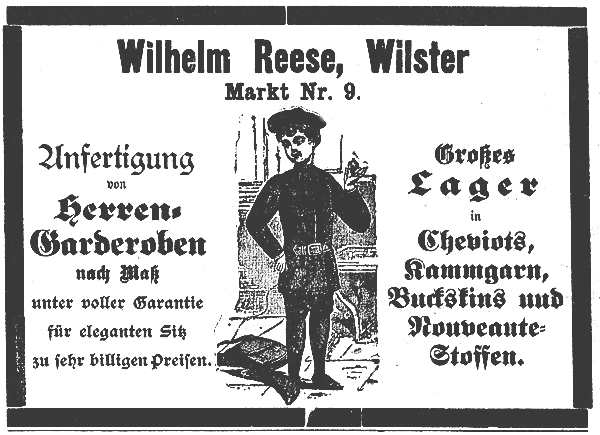 Wilhelm Reese, Wilster
Markt Nr. 9.
Anfertigung
von
Herren-
Garderoben
nach Maß
unter voller Garantie
für eleganten Sitz
zu sehr billigen Preisen.
Großes
Lager
in
Cheviots,
Kammgarn,
Buckskins und
Nouveaute-
Stoffen.